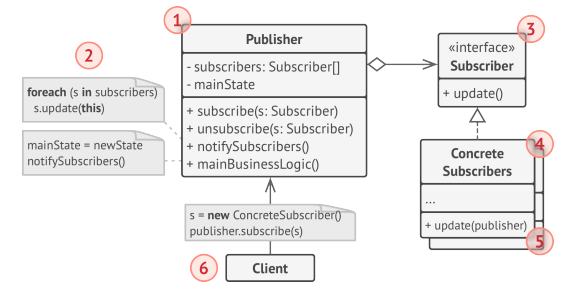 1
Publisher
- subscribers: Subscriber[]
- mainState
+ subscribe(s: Subscriber)
+ unsubscribe(s: Subscriber)
+ notifySubscribers()
+ mainBusinessLogic()
2
foreach (s in subscribers)
s.update(this)
mainState = newState
notifySubscribers()
3
«interface»
Subscriber
+ update()
4
Concrete
Subscribers
...
+ update(publisher)
5
s = new ConcreteSubscriber()
publisher.subscribe(s)
6
Client